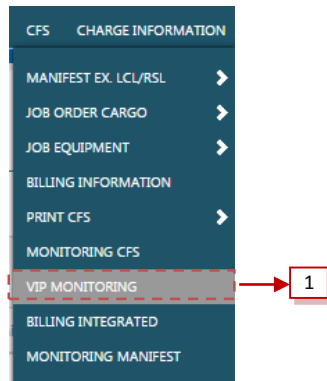 CFS CHARGE INFORMATION
MANIFEST EX. LCL/RSL
JOB ORDER CARGO
JOB EQUIPMENT
BILLING INFORMATION
PRINT CFS
MONITORING CFS
VIP MONITORING
1
BILLING INTEGRATED
MONITORING MANIFEST